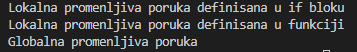 Lokalna promenljiva poruka definisana u if bloku
Lokalna promenljiva poruka definisana u funkciji
Globalna promenljiva poruka